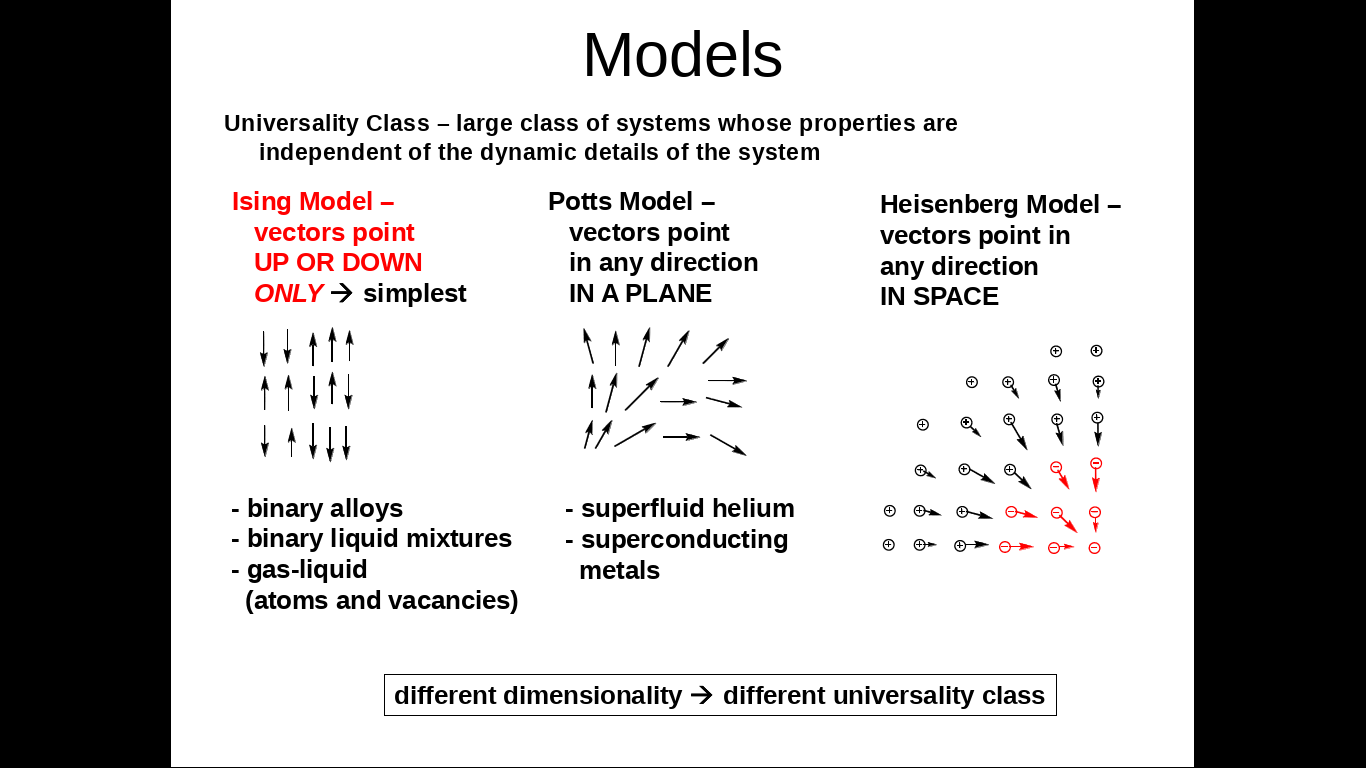 Models
Universality Class – large class of systems whose properties are
independent of the dynamic details of the system
Ising Model –
vectors point
UP OR DOWN
ONLY → simplest
Potts Model –
vectors point
in any direction
IN A PLANE
Heisenberg Model –
vectors point in
any direction
IN SPACE
- binary alloys
- binary liquid mixtures
- gas-liquid
(atoms and vacancies)
- superfluid helium
- superconducting
metals
different dimensionality → different universality class